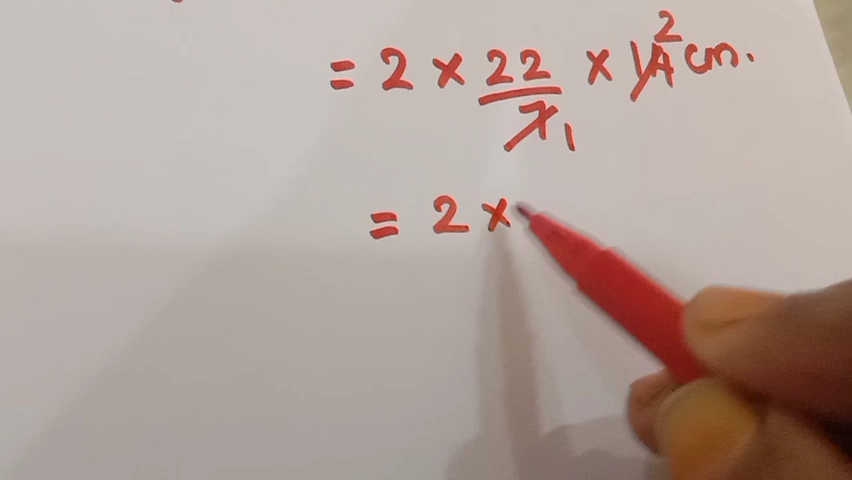 = 2 × 22/7 1 × 14 2 cm.
= 2 ×